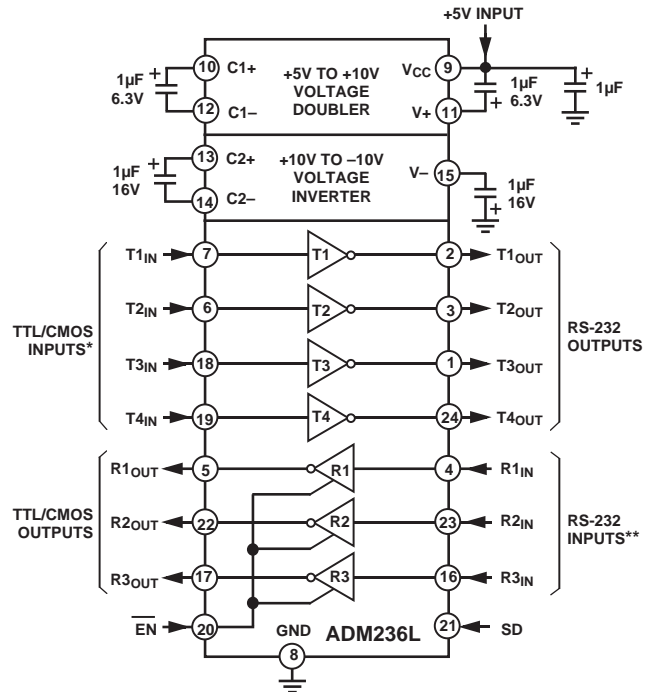 +5V INPUT
10 C1+ +5V TO +10V VOLTAGE DOUBLER VCC 9
1µF + 6.3V
12 C1– V+ 11
+ 1µF 6.3V
+ 1µF
13 C2+ +10V TO –10V VOLTAGE INVERTER V– 15
1µF + 16V
14 C2–
1µF + 16V
T1IN 7 T1 2 T1OUT
T2IN 6 T2 3 T2OUT
TTL/CMOS INPUTS*
RS-232 OUTPUTS
T3IN 18 T3 1 T3OUT
T4IN 19 T4 24 T4OUT
R1OUT 5 R1 4 R1IN
TTL/CMOS OUTPUTS
R2OUT 22 R2 23 R2IN
RS-232 INPUTS**
R3OUT 17 R3 16 R3IN
E̅N̅ 20 GND ADM236L 21 SD
8